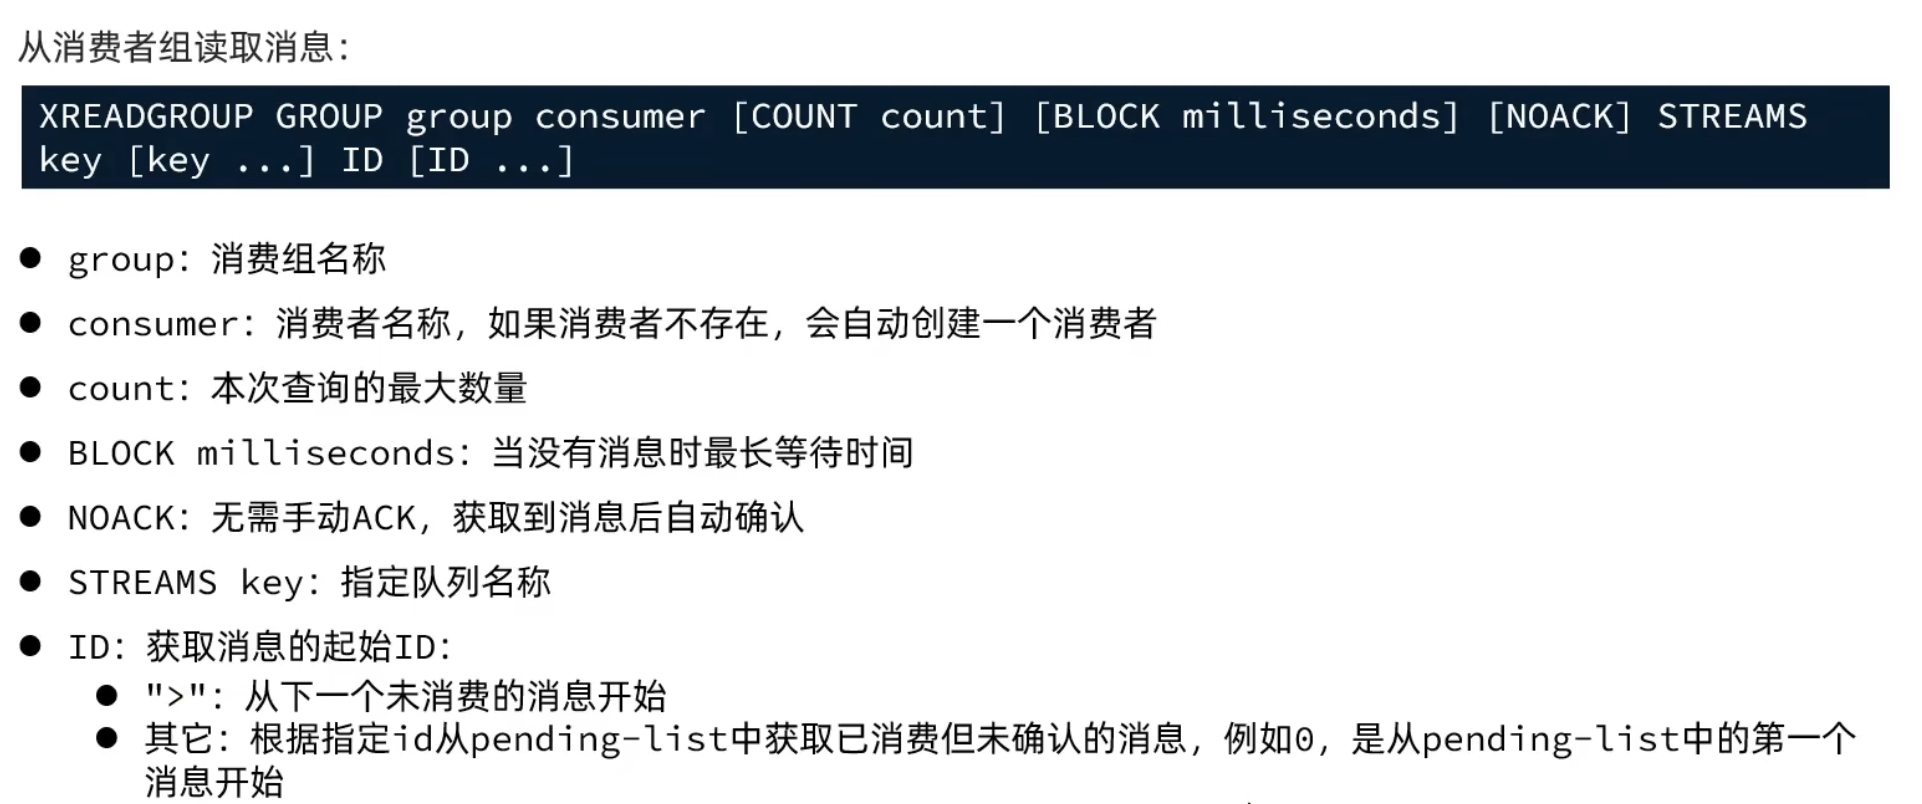 从消费者组读取消息：
XREADGROUP GROUP group consumer [COUNT count] [BLOCK milliseconds] [NOACK] STREAMS
key [key ...] ID [ID ...]
● group：消费组名称
● consumer：消费者名称，如果消费者不存在，会自动创建一个消费者
● count：本次查询的最大数量
● BLOCK milliseconds：当没有消息时最长等待时间
● NOACK：无需手动ACK，获取到消息后自动确认
● STREAMS key：指定队列名称
● ID：获取消息的起始ID：
● ">"：从下一个未消费的消息开始
● 其它：根据指定id从pending-list中获取已消费但未确认的消息，例如0，是从pending-list中的第一个
消息开始